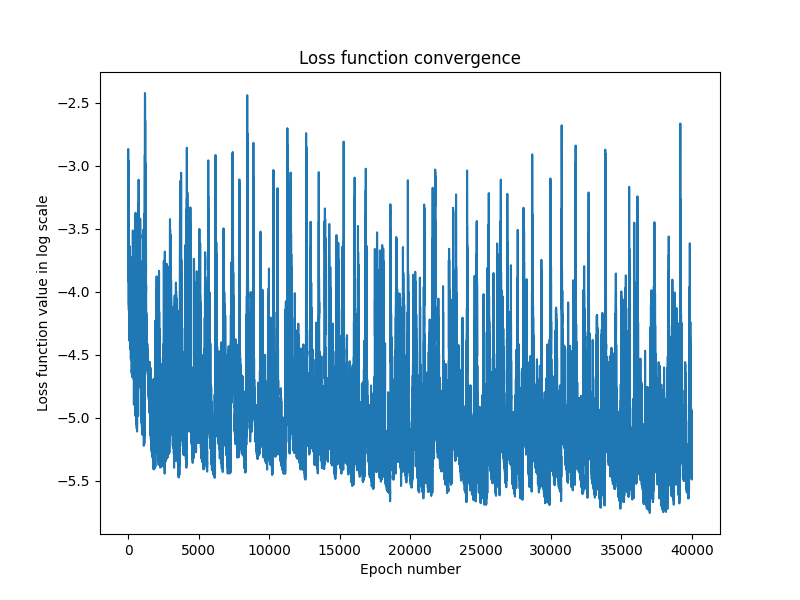 Loss function convergence
Loss function value in log scale
−2.5
−3.0
−3.5
−4.0
−4.5
−5.0
−5.5
0 5000 10000 15000 20000 25000 30000 35000 40000
Epoch number